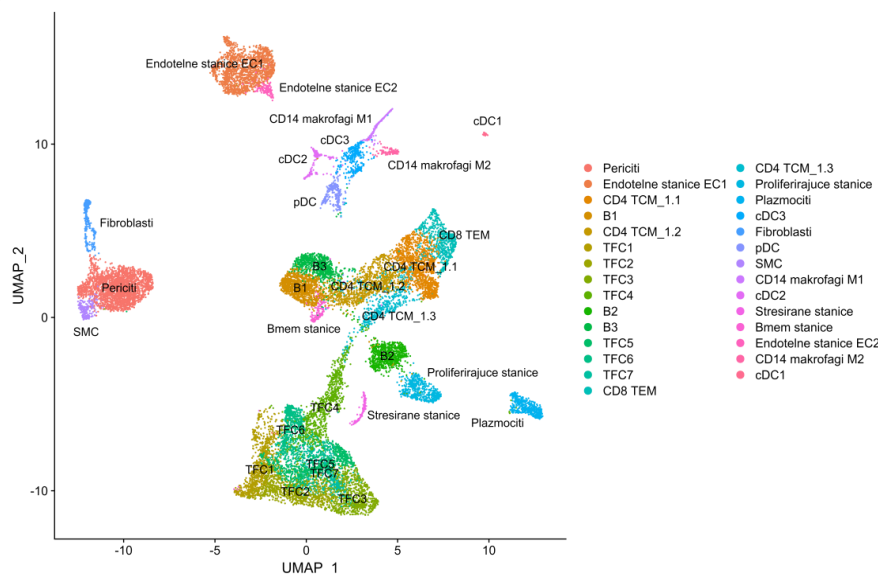 Endotelne stanice EC1
Endotelne stanice EC2
CD14 makrofagi M1
cDC1
cDC3
cDC2
CD14 makrofagi M2
pDC
Fibroblasti
CD8 TEM
B3
CD4 TCM_1.1
Periciti
B1
CD4 TCM_1.2
CD4 TCM_1.3
SMC
Bmem stanice
B2
Proliferirajuce stanice
TFC4
Stresirane stanice
Plazmociti
TFC6
TFC5
TFC1
TFC7
TFC2
TFC3
10
0
-10
UMAP_2
-10
-5
0
5
10
UMAP_1
Periciti
Endotelne stanice EC1
CD4 TCM_1.1
B1
CD4 TCM_1.2
TFC1
TFC2
TFC3
TFC4
B2
B3
TFC5
TFC6
TFC7
CD8 TEM
CD4 TCM_1.3
Proliferirajuce stanice
Plazmociti
cDC3
Fibroblasti
pDC
SMC
CD14 makrofagi M1
cDC2
Stresirane stanice
Bmem stanice
Endotelne stanice EC2
CD14 makrofagi M2
cDC1